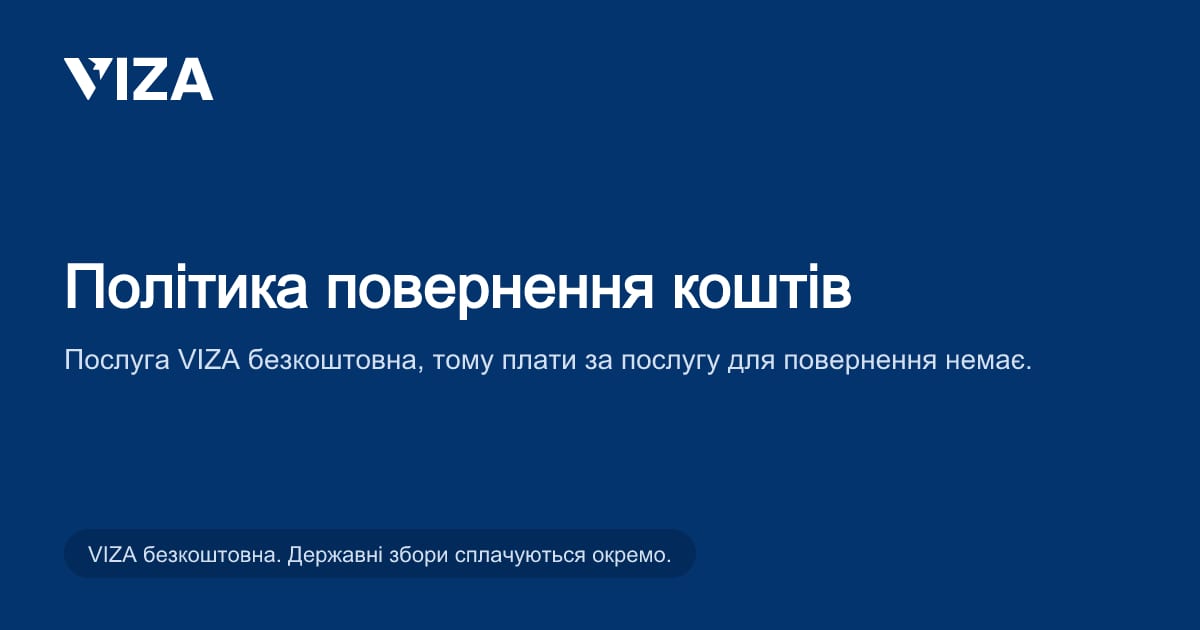 VIZA
Політика повернення коштів
Послуга VIZA безкоштовна, тому плати за послугу для повернення немає.
VIZA безкоштовна. Державні збори сплачуються окремо.